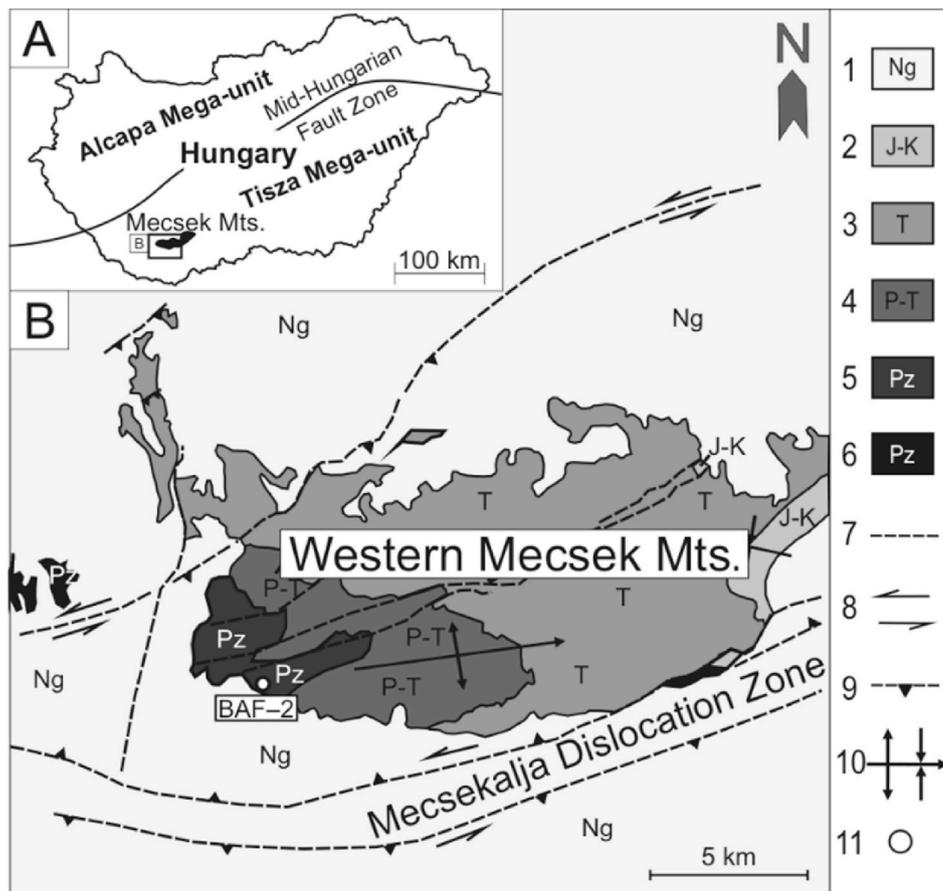 A
Alcapa Mega-unit
Mid-Hungarian
Fault Zone
Hungary
Tisza Mega-unit
Mecsek Mts.
B
100 km
N
B
Ng
Ng
J-K
T
T
J-K
Western Mecsek Mts.
Pz
P-T
T
Pz
P-T
Pz
T
P-T
Ng
BAF–2
Ng
Mecsekalja Dislocation Zone
Ng
5 km
1 Ng
2 J-K
3 T
4 P-T
5 Pz
6 Pz
7
8
9
10
11